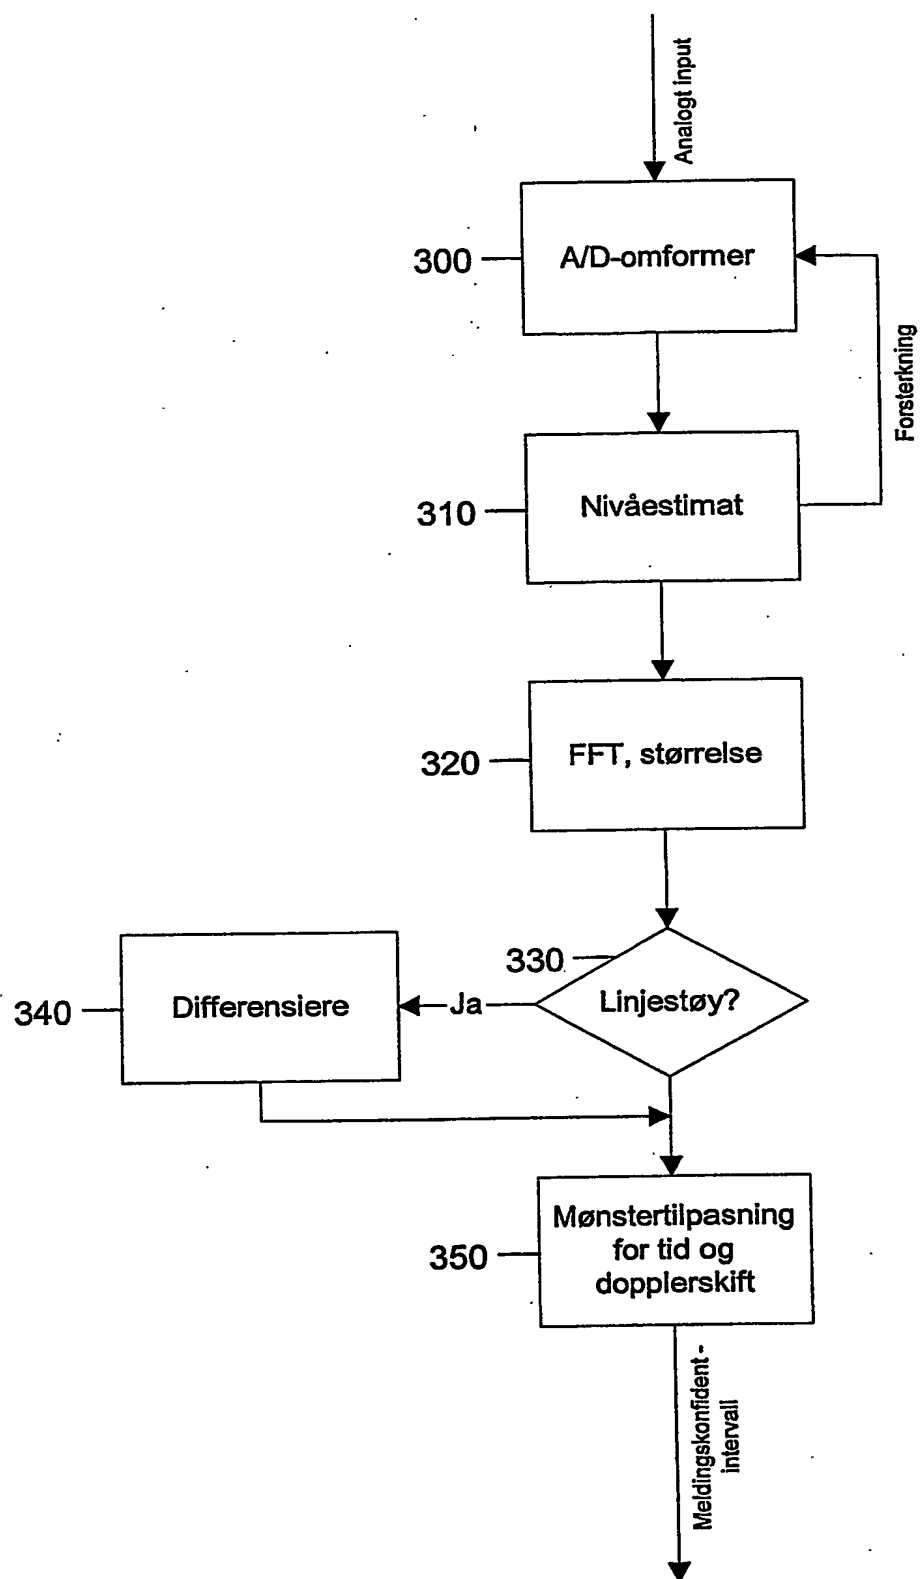 Analogt input
300
A/D-omformer
Forsterkning
310
Nivåestimat
320
FFT, størrelse
330
Linjestøy?
Ja
340
Differensiere
350
Mønstertilpasning
for tid og
dopplerskift
Meldingskonfident-
intervall